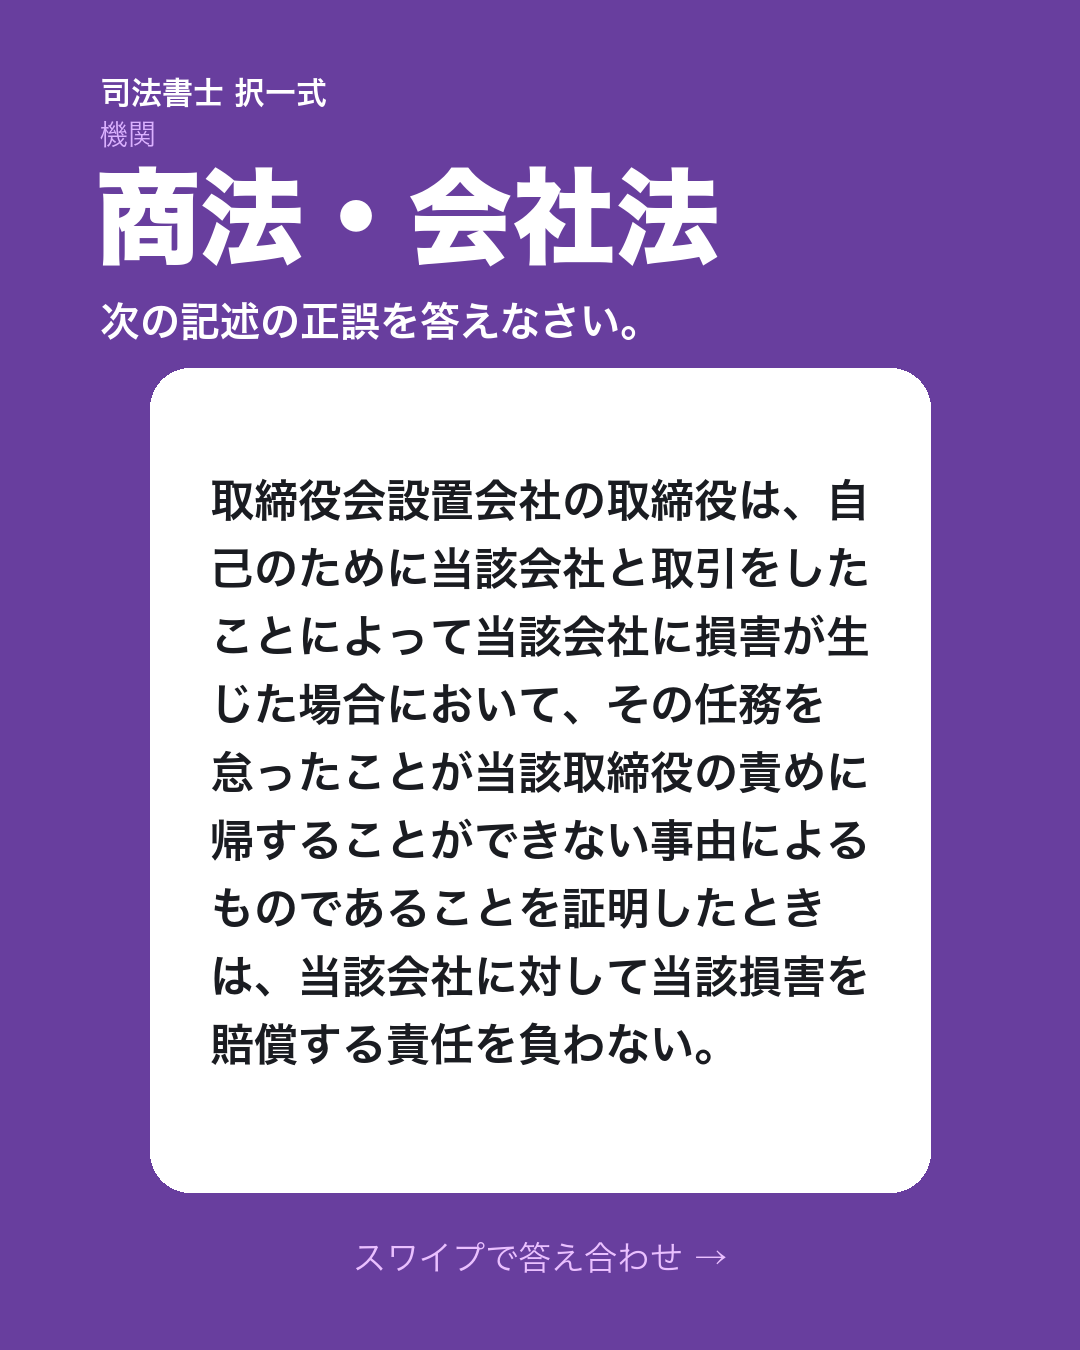 司法書士 択一式
機関
商法・会社法
次の記述の正誤を答えなさい。
取締役会設置会社の取締役は、自
己のために当該会社と取引をした
ことによって当該会社に損害が生
じた場合において、その任務を
怠ったことが当該取締役の責めに
帰することができない事由による
ものであることを証明したとき
は、当該会社に対して当該損害を
賠償する責任を負わない。
スワイプで答え合わせ →